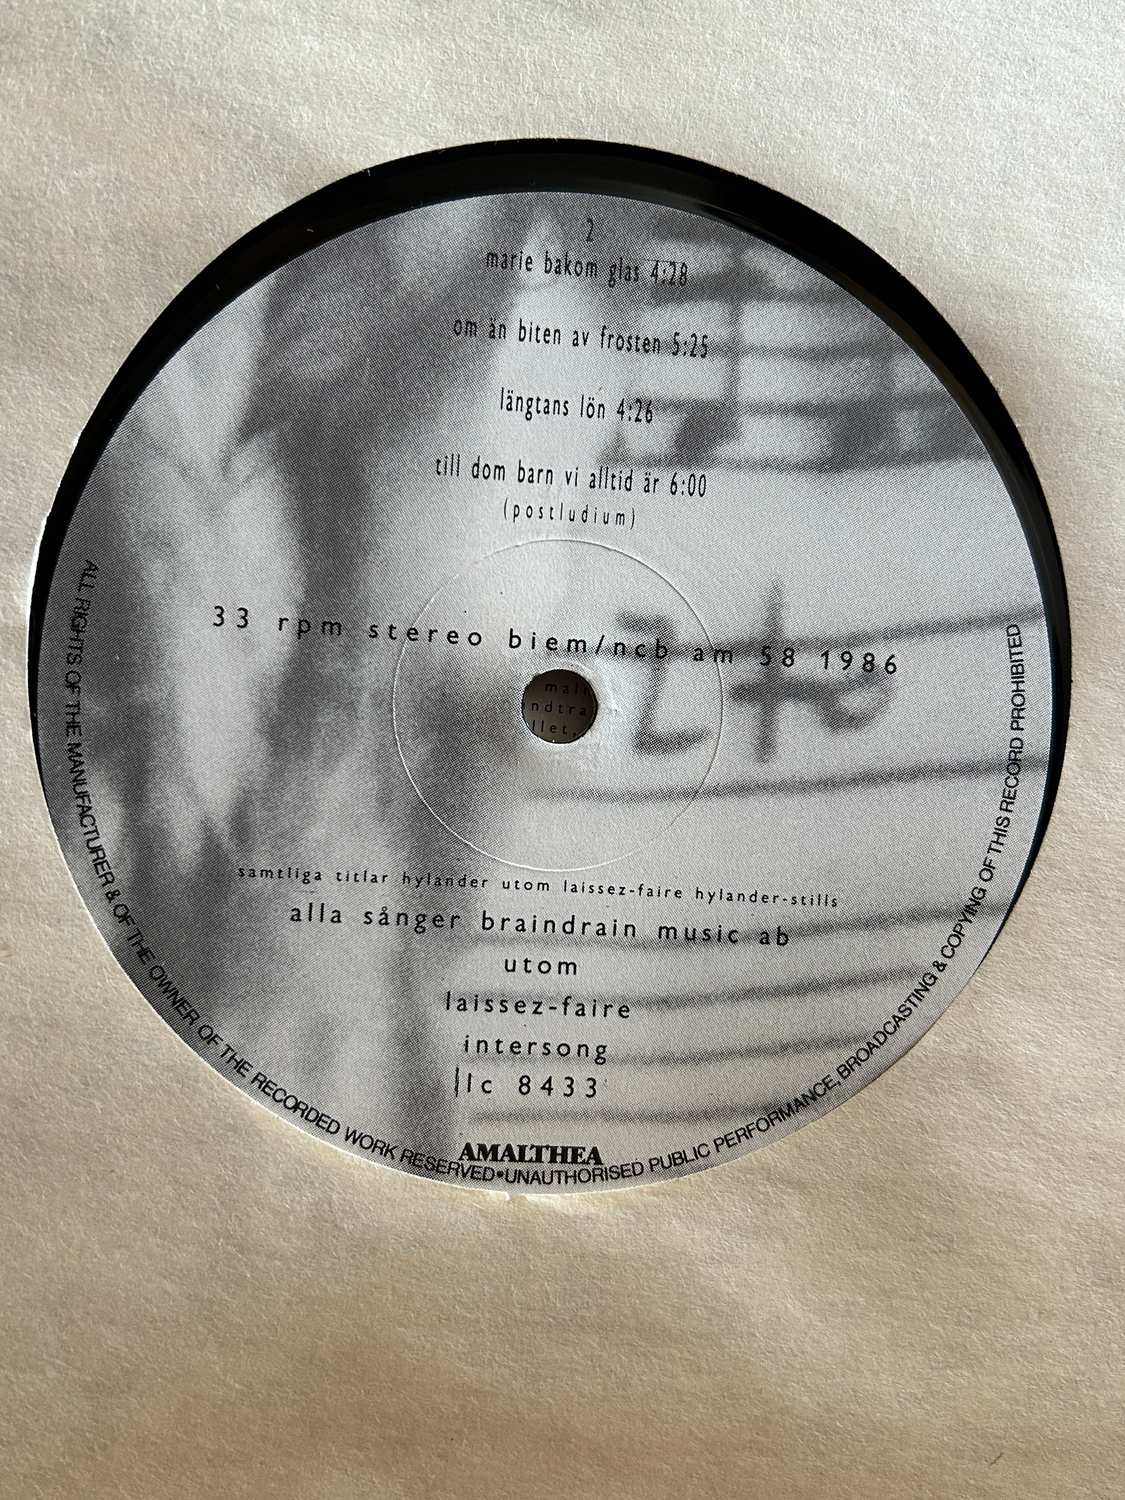 2
marie bakom glas 4:28
om än biten av frosten 5:25
längtans lön 4:26
till dom barn vi alltid är 6:00
(postludium)
33 rpm stereo biem/ncb am 58 1986
samtliga titlar hylander utom laissez-faire hylander-stills
alla sånger braindrain music ab
utom
laissez-faire
intersong
lc 8433
AMALTHEA
ALL RIGHTS OF THE MANUFACTURER & OF THE OWNER OF THE RECORDED WORK RESERVED•UNAUTHORISED PUBLIC PERFORMANCE, BROADCASTING & COPYING OF THIS RECORD PROHIBITED